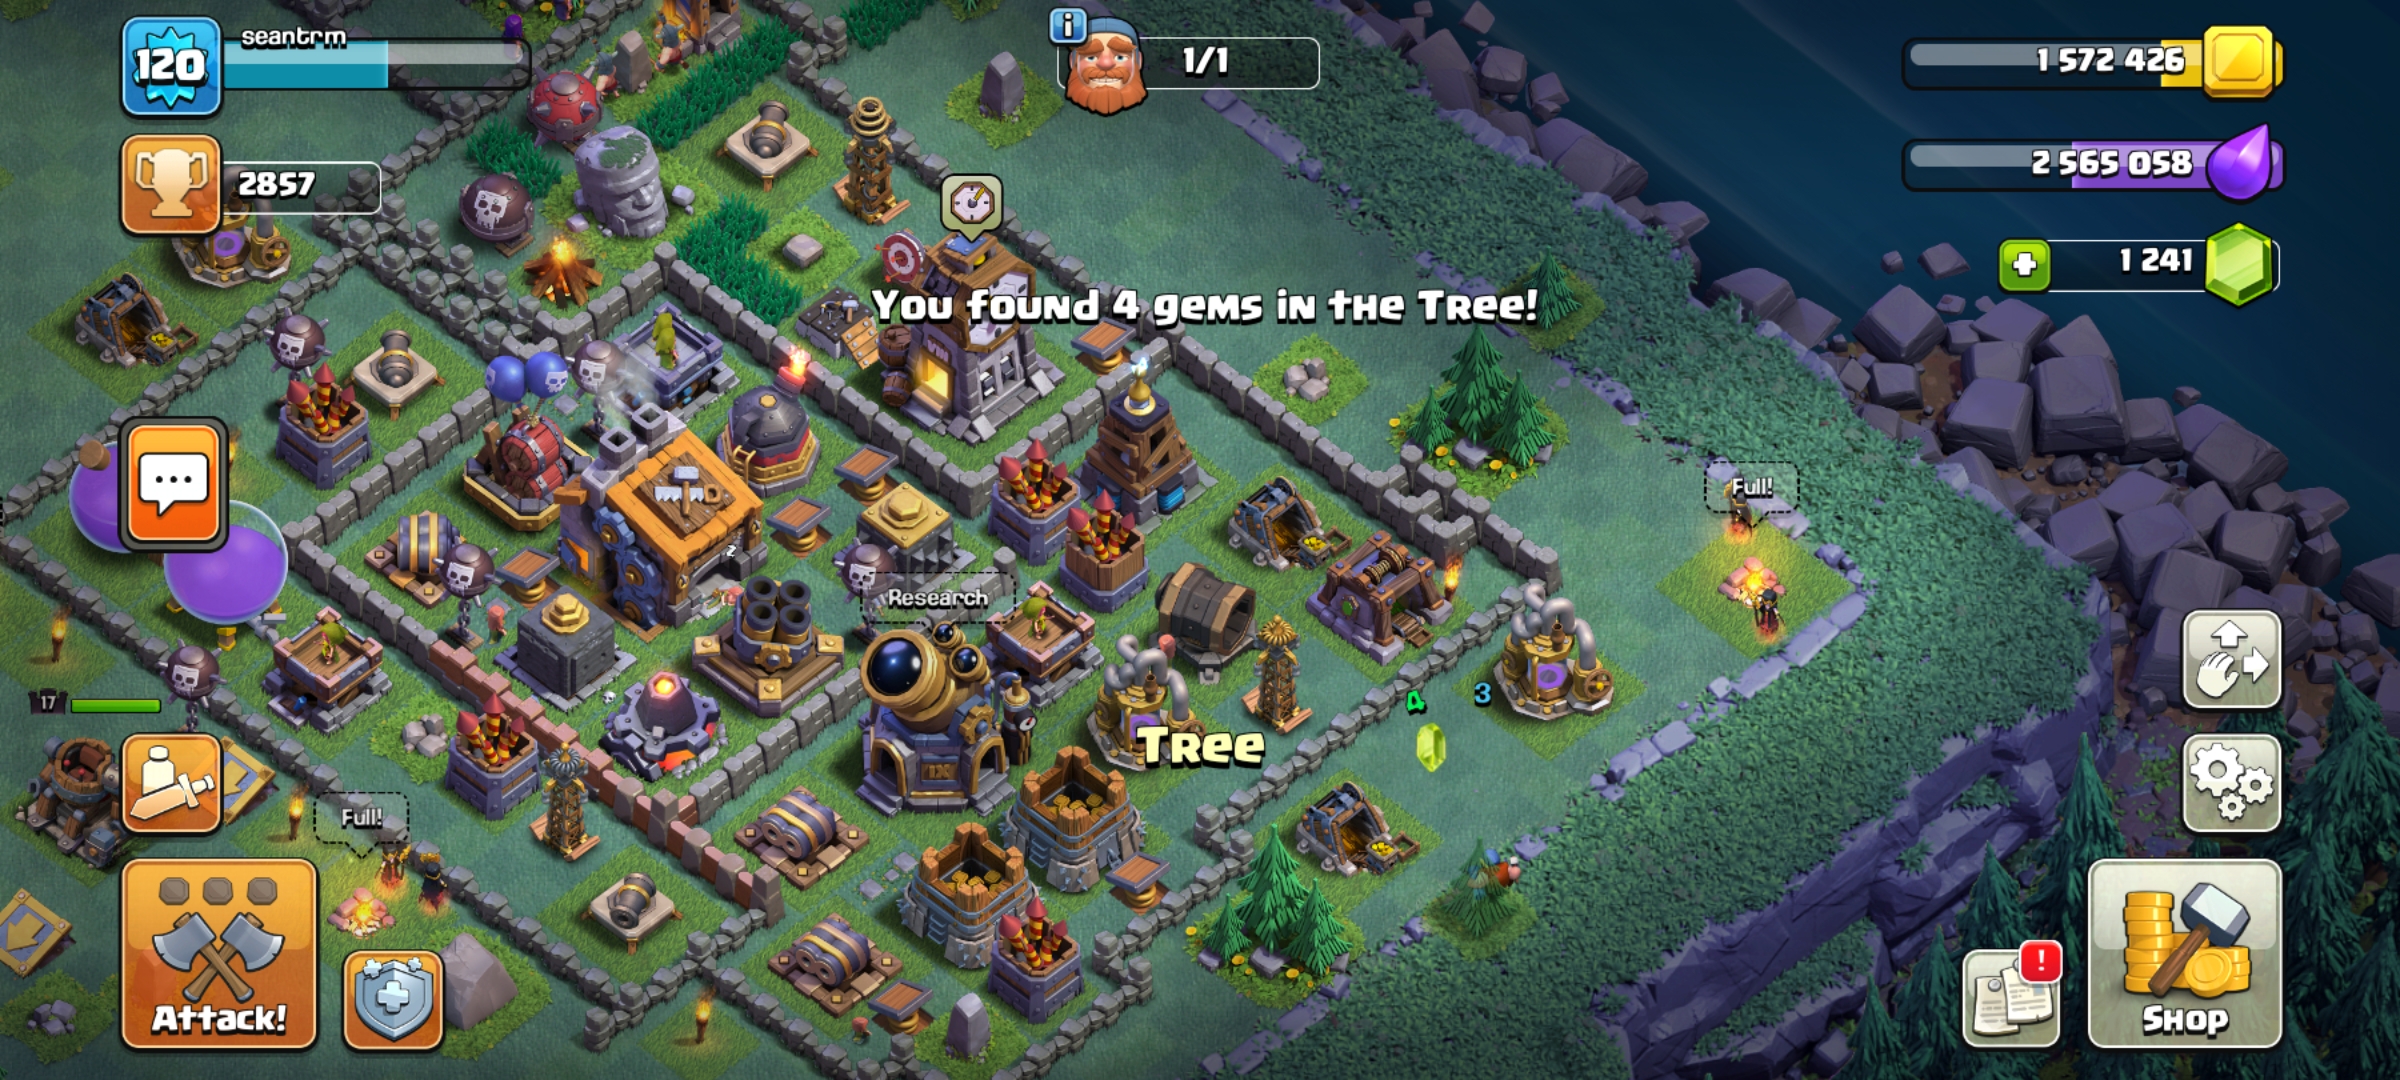 120
seantrm
1/1
1 572 426
2857
2 565 058
1 241
You found 4 gems in the Tree!
Full!
Research
17
4
3
Tree
Full!
IX
Attack!
!
Shop